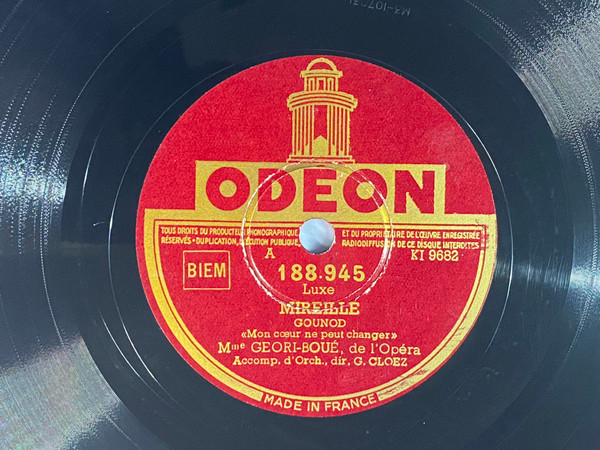 ODEON
TOUS DROITS DU PRODUCTEUR PHONOGRAPHIQUE ET DU PROPRIETAIRE DE L'ŒUVRE ENREGISTRÉE
RÉSERVÉS • DUPLICATION, EXÉCUTION PUBLIQUE, RADIODIFFUSION DE CE DISQUE INTERDITES
A
KI 9682
BIEM
188.945
Luxe
MIREILLE
GOUNOD
«Mon cœur ne peut changer»
Mme GEORI-BOUÉ, de l'Opéra
Accomp. d'Orch., dir. G. CLOEZ
MADE IN FRANCE